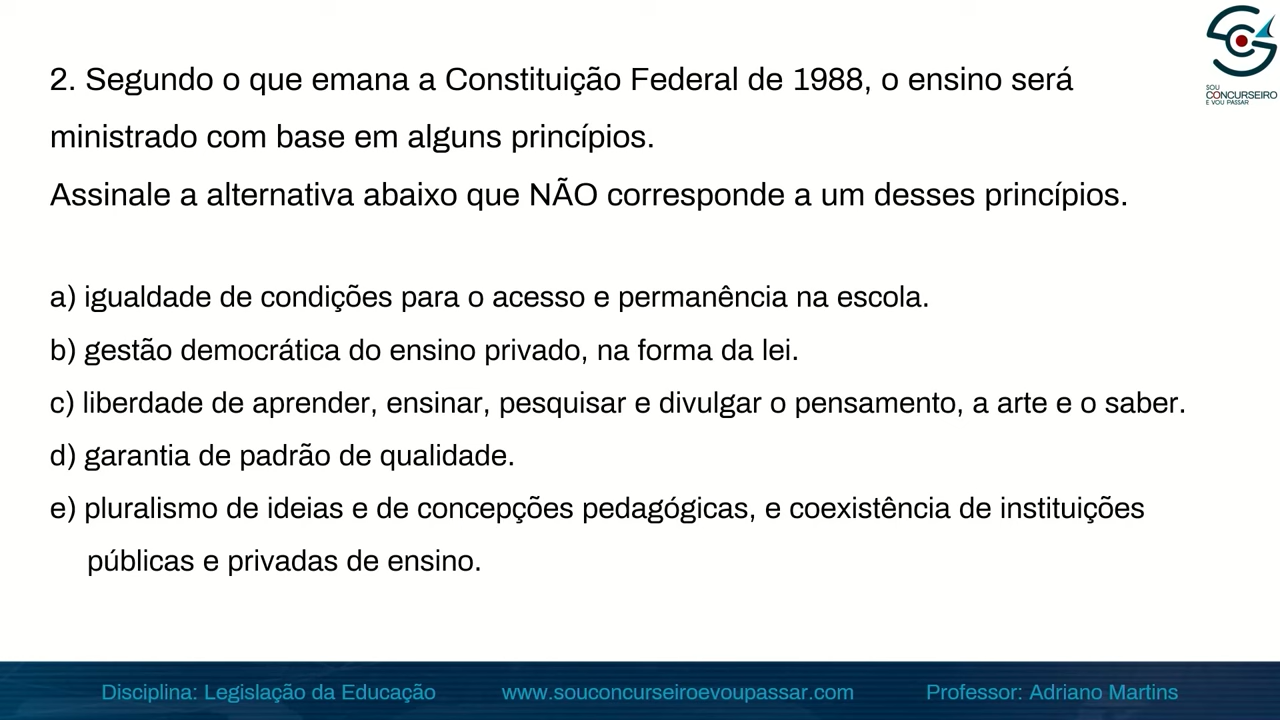 SOU
CONCURSEIRO
E VOU PASSAR
2. Segundo o que emana a Constituição Federal de 1988, o ensino será
ministrado com base em alguns princípios.
Assinale a alternativa abaixo que NÃO corresponde a um desses princípios.
a) igualdade de condições para o acesso e permanência na escola.
b) gestão democrática do ensino privado, na forma da lei.
c) liberdade de aprender, ensinar, pesquisar e divulgar o pensamento, a arte e o saber.
d) garantia de padrão de qualidade.
e) pluralismo de ideias e de concepções pedagógicas, e coexistência de instituições
públicas e privadas de ensino.
Disciplina: Legislação da Educação www.souconcurseiroevoupassar.com Professor: Adriano Martins